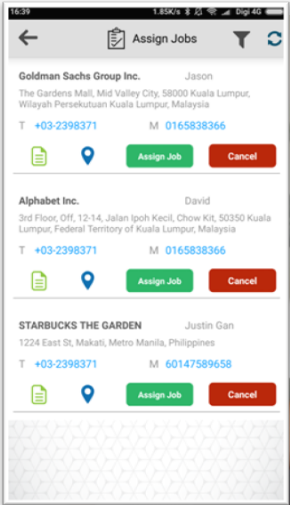 16:39 1.85K/s Digi 4G
Assign Jobs
Goldman Sachs Group Inc. Jason
The Gardens Mall, Mid Valley City, 58000 Kuala Lumpur,
Wilayah Persekutuan Kuala Lumpur, Malaysia
T +03-2398371 M 0165838366
Assign Job Cancel
Alphabet Inc. David
3rd Floor, Off, 12-14, Jalan Ipoh Kecil, Chow Kit, 50350 Kuala
Lumpur, Federal Territory of Kuala Lumpur, Malaysia
T +03-2398371 M 0165838366
Assign Job Cancel
STARBUCKS THE GARDEN Justin Gan
1224 East St, Makati, Metro Manila, Philippines
T +03-2398371 M 60147589658
Assign Job Cancel